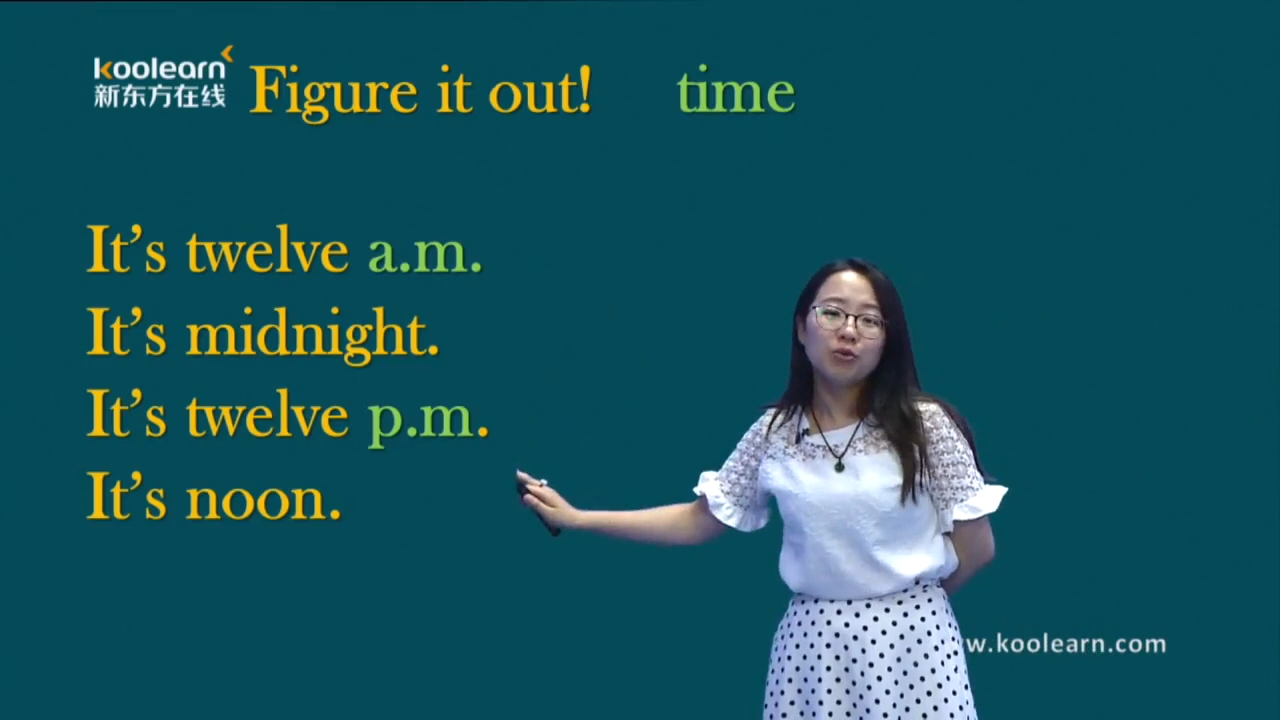 koolearn
新东方在线
Figure it out! time
It's twelve a.m.
It's midnight.
It's twelve p.m.
It's noon.
w.koolearn.com